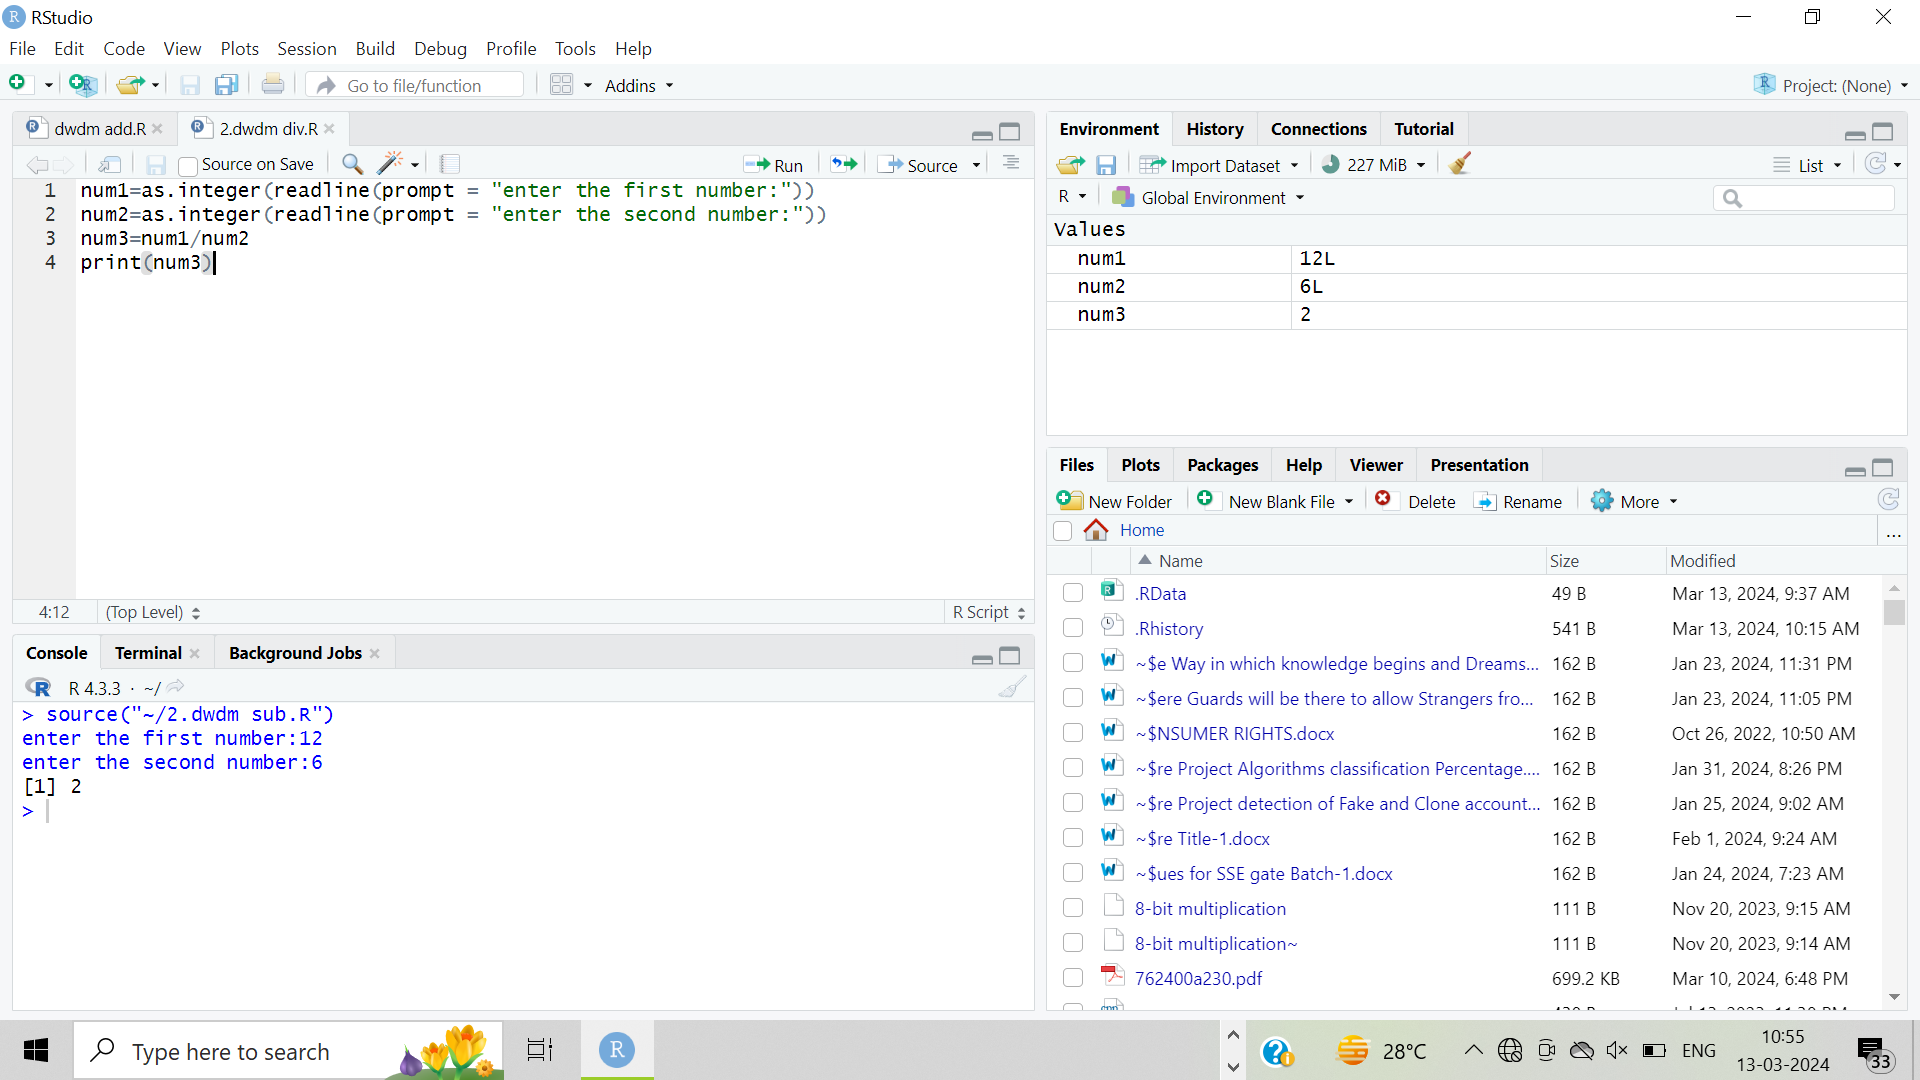 RStudio
File Edit Code View Plots Session Build Debug Profile Tools Help
Go to file/function Addins Project: (None)
dwdm add.R 2.dwdm div.R
Source on Save Run Source
1 num1=as.integer(readline(prompt = "enter the first number:"))
2 num2=as.integer(readline(prompt = "enter the second number:"))
3 num3=num1/num2
4 print(num3)
4:12 (Top Level) R Script
Console Terminal Background Jobs
R 4.3.3 · ~/
> source("~/2.dwdm sub.R")
enter the first number:12
enter the second number:6
[1] 2
>
Environment History Connections Tutorial
Import Dataset 227 MiB List
R Global Environment
Values
num1 12L
num2 6L
num3 2
Files Plots Packages Help Viewer Presentation
New Folder New Blank File Delete Rename More
Home ...
Name Size Modified
.RData 49 B Mar 13, 2024, 9:37 AM
.Rhistory 541 B Mar 13, 2024, 10:15 AM
~$e Way in which knowledge begins and Dreams... 162 B Jan 23, 2024, 11:31 PM
~$ere Guards will be there to allow Strangers fro... 162 B Jan 23, 2024, 11:05 PM
~$NSUMER RIGHTS.docx 162 B Oct 26, 2022, 10:50 AM
~$re Project Algorithms classification Percentage.... 162 B Jan 31, 2024, 8:26 PM
~$re Project detection of Fake and Clone account... 162 B Jan 25, 2024, 9:02 AM
~$re Title-1.docx 162 B Feb 1, 2024, 9:24 AM
~$ues for SSE gate Batch-1.docx 162 B Jan 24, 2024, 7:23 AM
8-bit multiplication 111 B Nov 20, 2023, 9:15 AM
8-bit multiplication~ 111 B Nov 20, 2023, 9:14 AM
762400a230.pdf 699.2 KB Mar 10, 2024, 6:48 PM
Type here to search
28°C ENG
10:55
13-03-2024
33